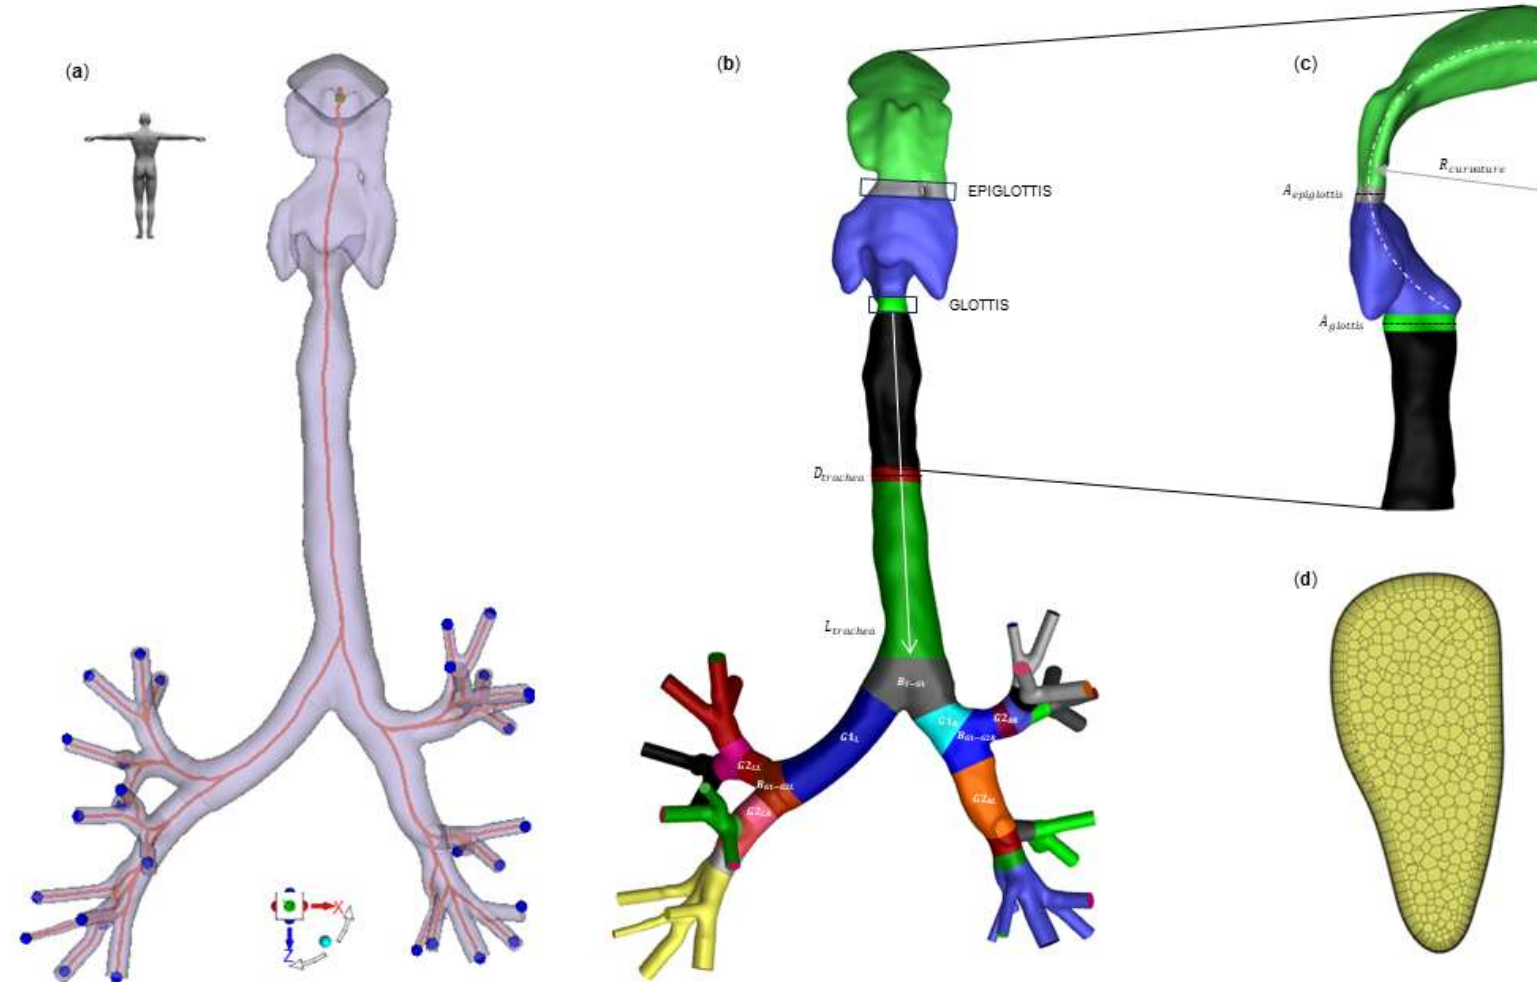 (a)
(b)
(c)
EPIGLOTTIS
GLOTTIS
R_curvature
A_epiglottis
A_glottis
D_trachea
L_trachea
B_T-G1
G1_L
G1_R
G2_RR
B_G1-G2R
G2_LL
B_G1-G2L
G2_LR
G2_RL
(d)
X
Z